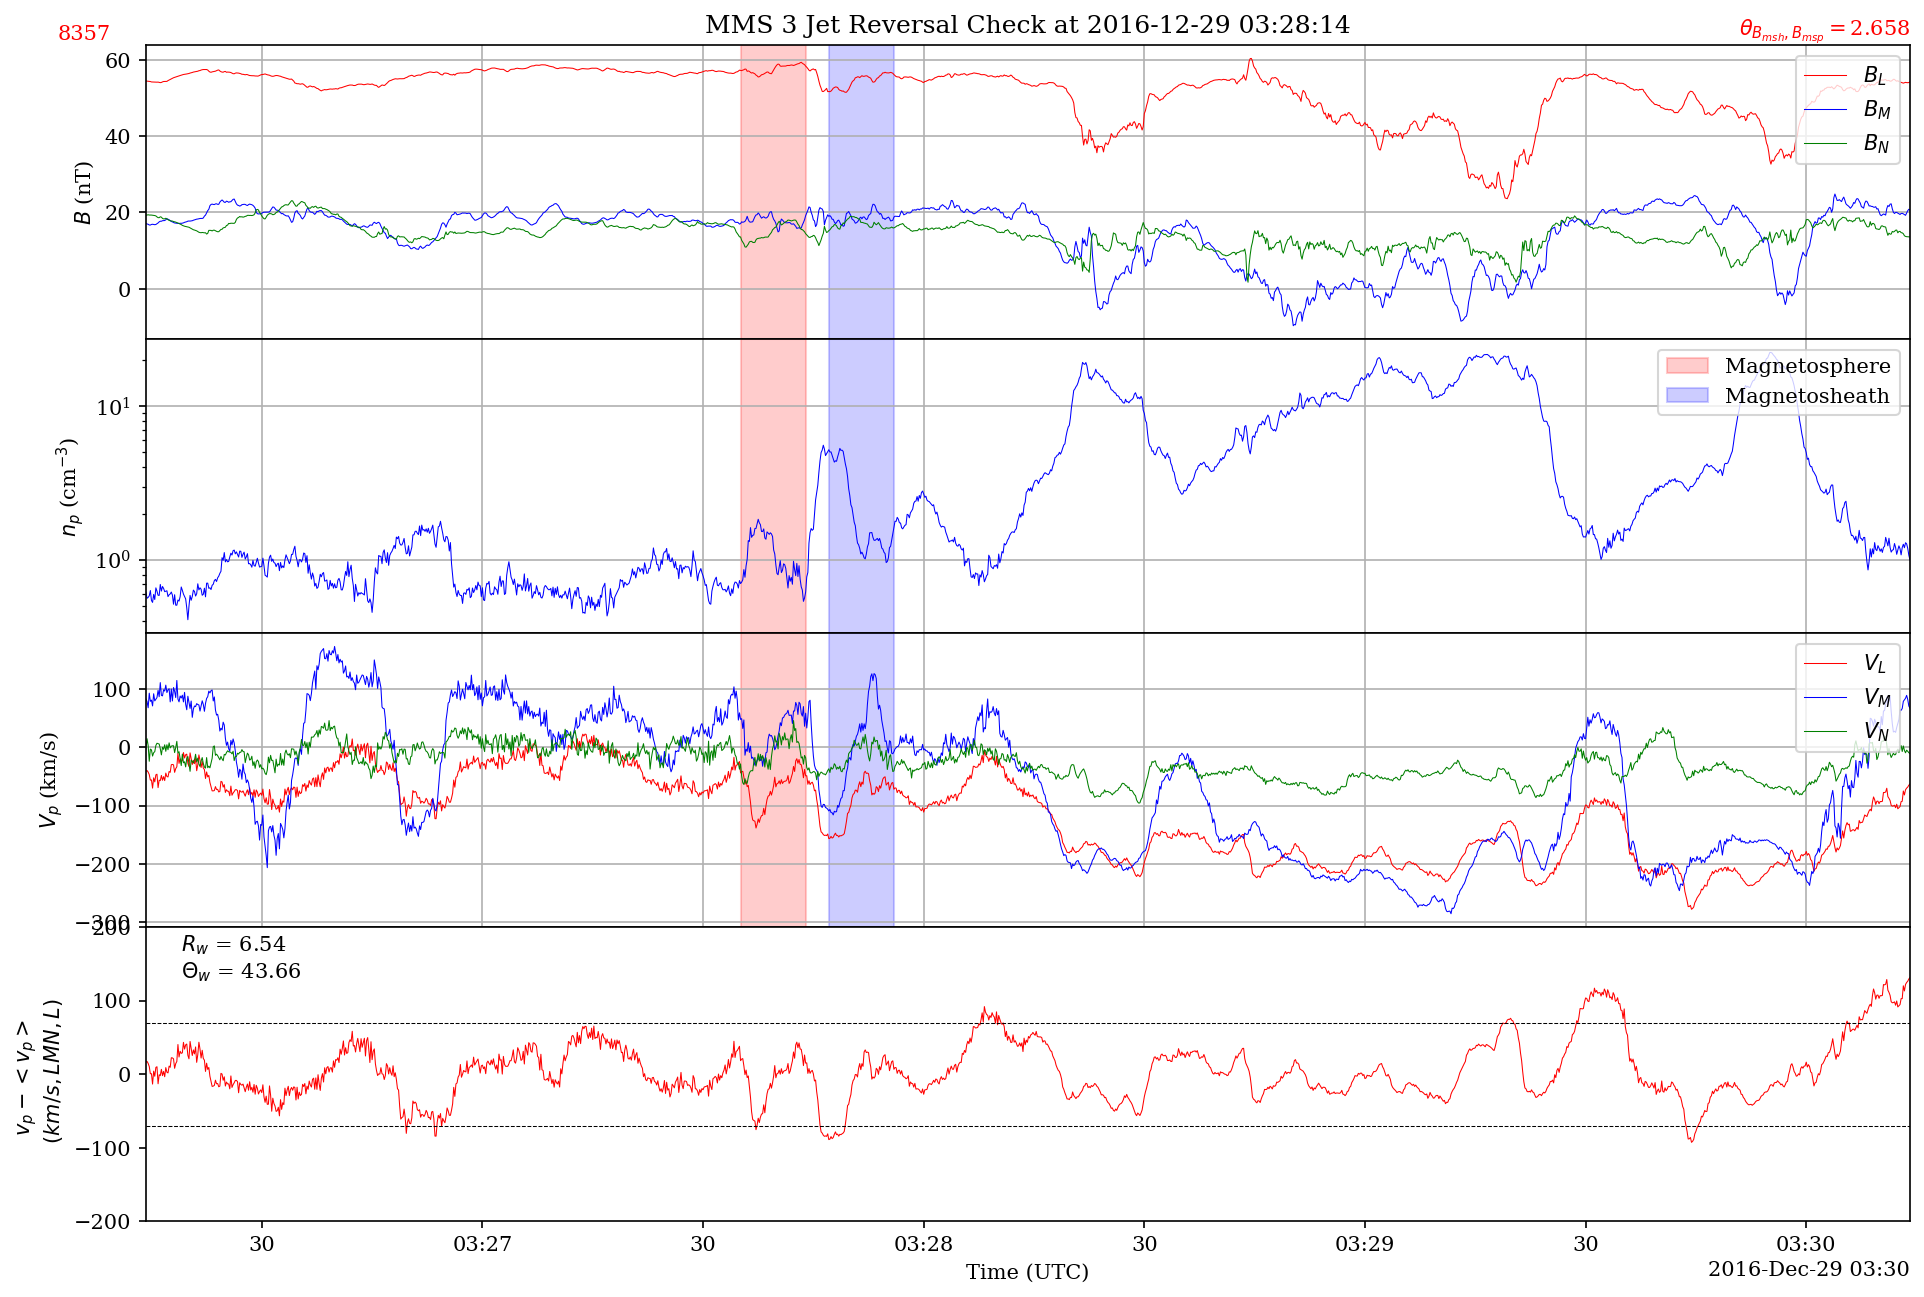 MMS 3 Jet Reversal Check at 2016-12-29 03:28:14
8357
θ_{B_{msh}, B_{msp}} = 2.658
60
40
20
0
B (nT)
B_L
B_M
B_N
10^1
10^0
n_p (cm^{-3})
Magnetosphere
Magnetosheath
100
0
−100
−200
−300
V_p (km/s)
V_L
V_M
V_N
200
100
0
−100
−200
v_p − <v_p>
(km/s, LMN, L)
R_w = 6.54
Θ_w = 43.66
30
03:27
30
03:28
30
03:29
30
03:30
Time (UTC)
2016-Dec-29 03:30